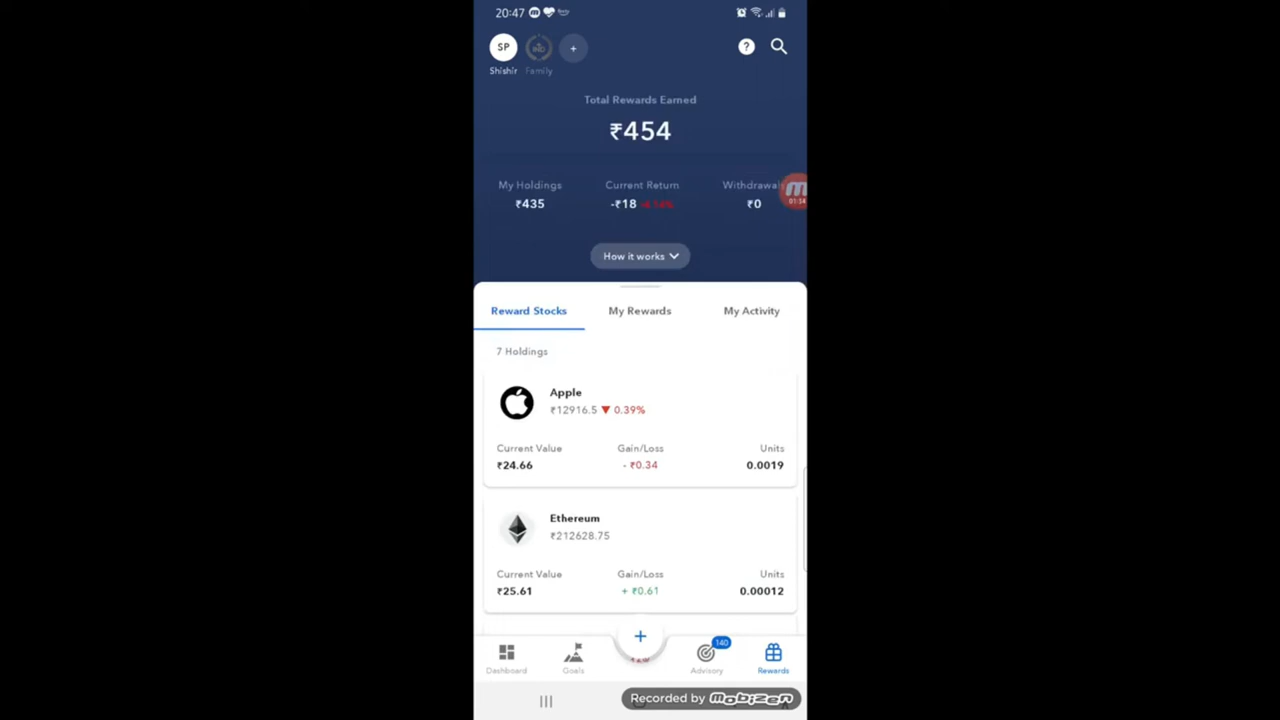 20:47
SP
Shishir
Family
+
?
Total Rewards Earned
₹454
My Holdings
Current Return
Withdrawal
₹435
-₹18
₹0
01:34
How it works
Reward Stocks
My Rewards
My Activity
7 Holdings
Apple
₹12916.5 ▼ 0.39%
Current Value
Gain/Loss
Units
₹24.66
- ₹0.34
0.0019
Ethereum
₹212628.75
Current Value
Gain/Loss
Units
₹25.61
+ ₹0.61
0.00012
+
140
Dashboard
Goals
Advisory
Rewards
Recorded by mobizen